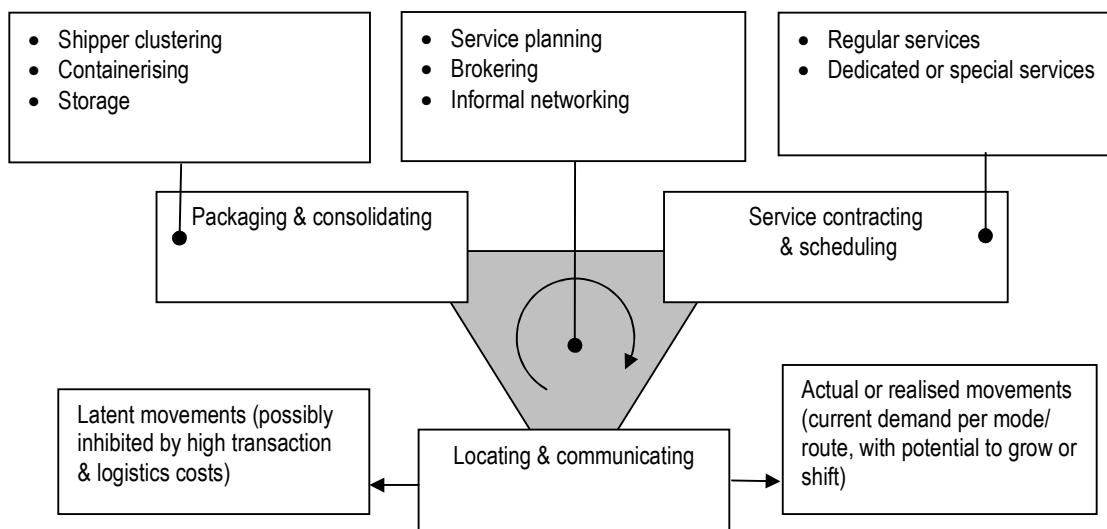 • Shipper clustering
• Containerising
• Storage
• Service planning
• Brokering
• Informal networking
• Regular services
• Dedicated or special services
Packaging & consolidating
Service contracting
& scheduling
Latent movements (possibly
inhibited by high transaction
& logistics costs)
Locating & communicating
Actual or realised movements
(current demand per mode/
route, with potential to grow or
shift)